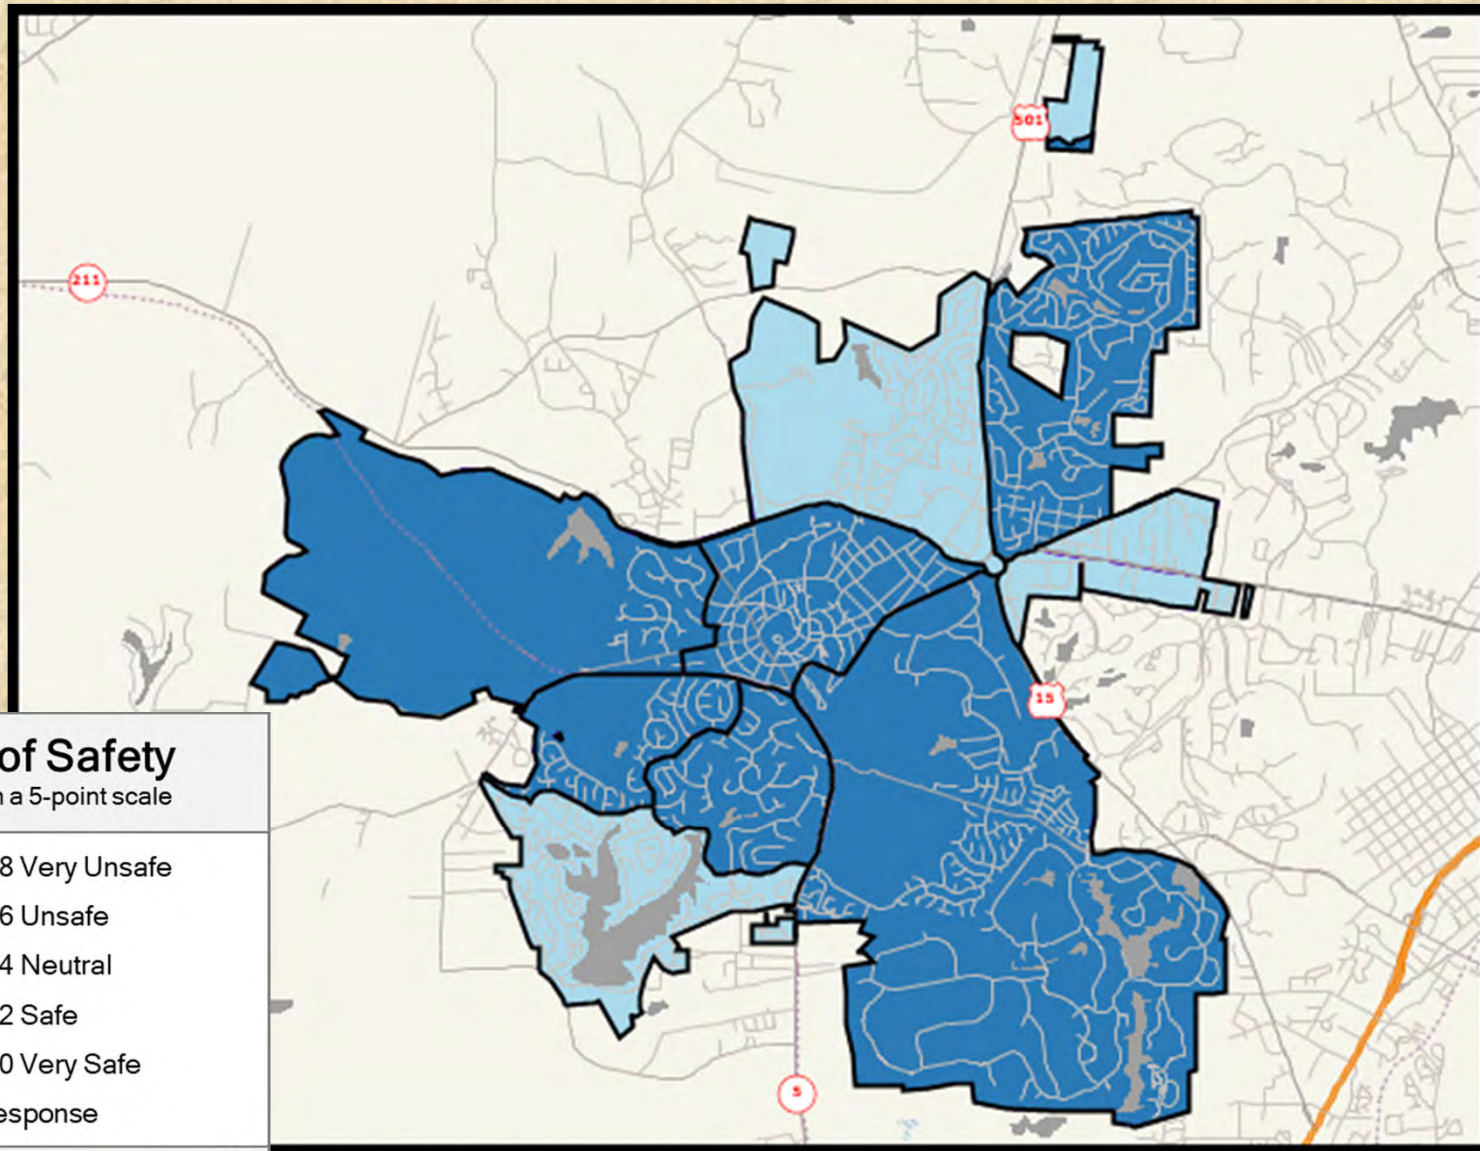 501
211
15
5
of Safety
n a 5-point scale
8 Very Unsafe
6 Unsafe
4 Neutral
2 Safe
0 Very Safe
esponse